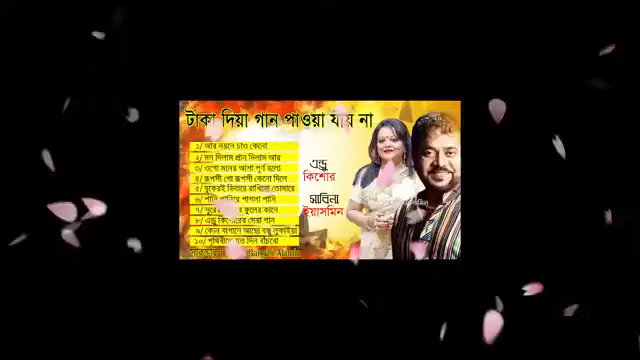 টাকা দিয়া গান পাওয়া যায় না
১/ আর নয়নে চাও কেনো
২/ মন দিলাম প্রান দিলাম আর
৩/ ওগো মনের আশা পূর্ণ হলো
৪/ রূপসী গো রূপসী কেনো দিলে
৫/ বুকেরই ভিতরে রাখিবো তোমারে
৬/ পানি পাগলা পানি
৭/ ফুলের কানে
৮/ এন্ড্রু কিশোরের সেরা গান
৯/ কোন বাগানে আছো বন্ধু লুকাইয়া
১০/ পৃথিবীতে যত দিন বাঁচবো
এন্ড্রু
কিশোর
সাবিনা
ইয়াসমিন